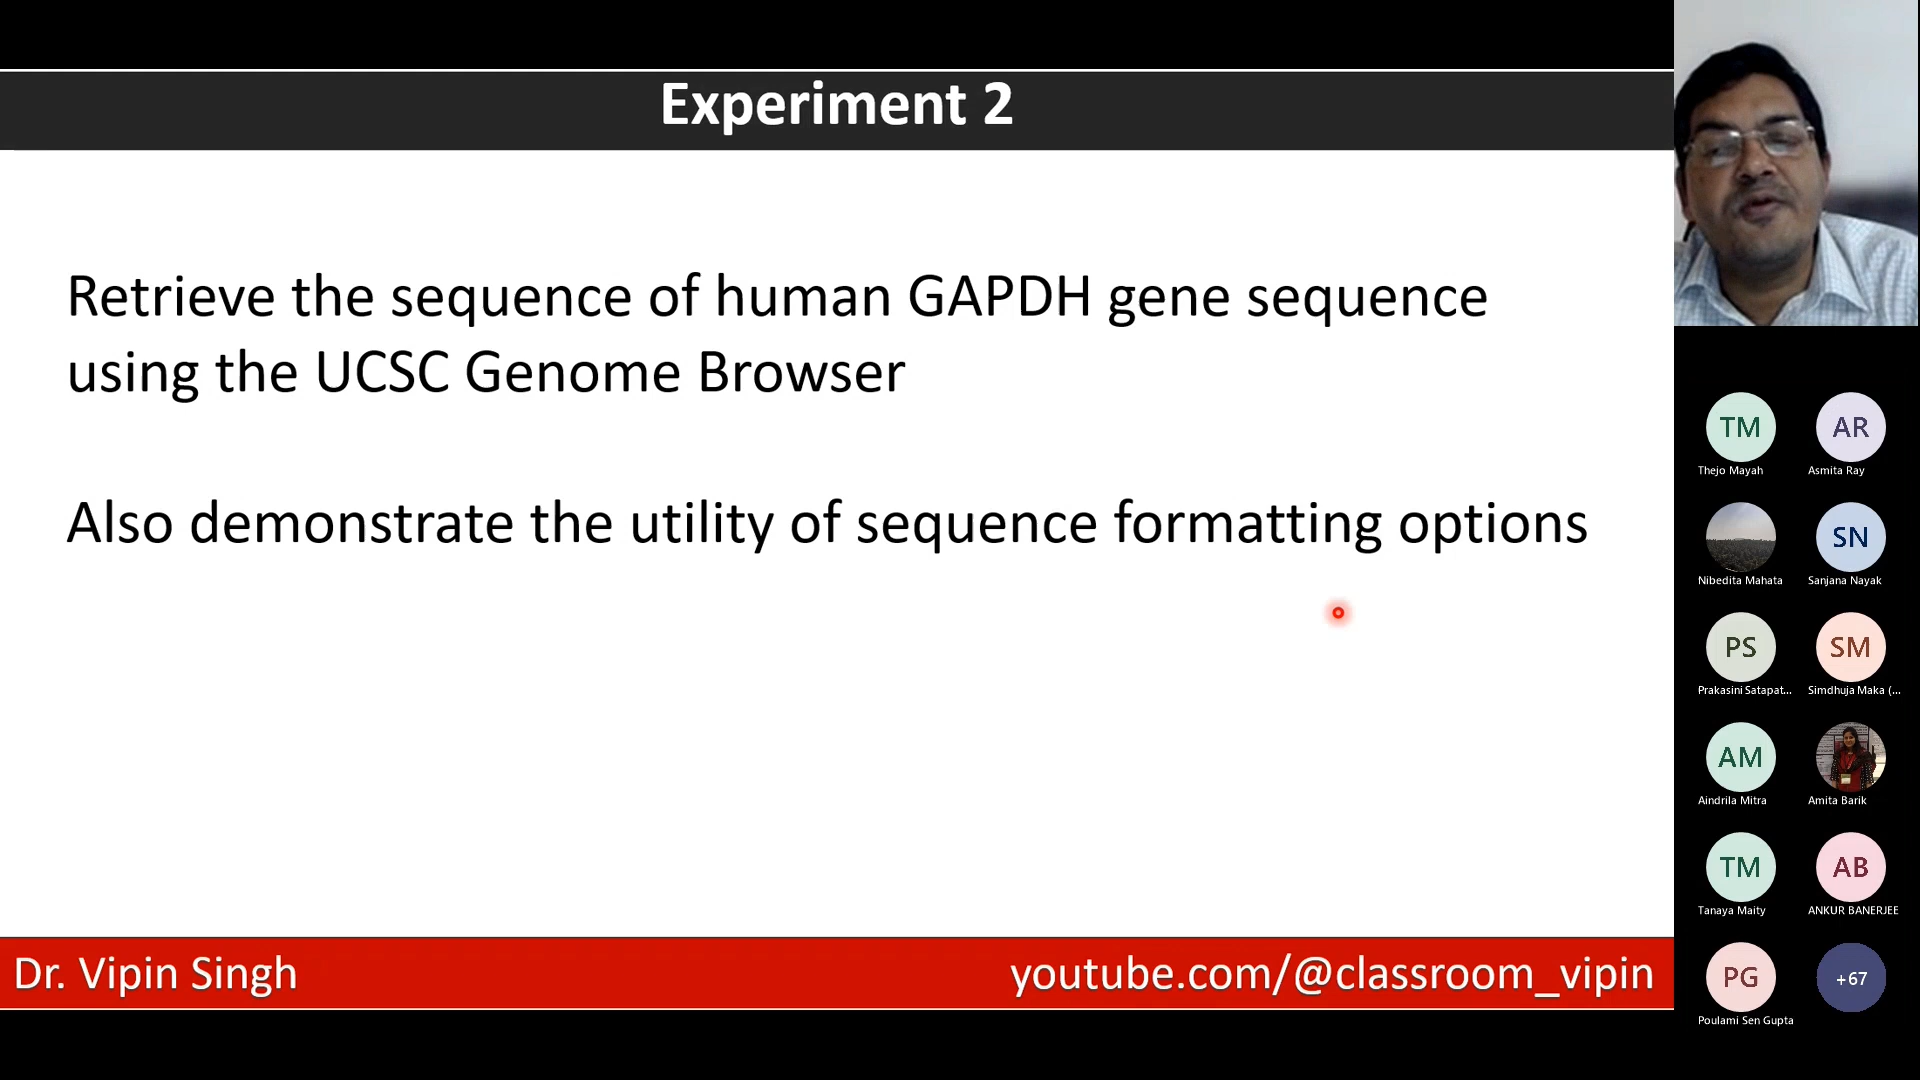 Experiment 2
Retrieve the sequence of human GAPDH gene sequence
using the UCSC Genome Browser
Also demonstrate the utility of sequence formatting options
Dr. Vipin Singh
youtube.com/@classroom_vipin
TM
Thejo Mayah
AR
Asmita Ray
Nibedita Mahata
SN
Sanjana Nayak
PS
Prakasini Satapat...
SM
Simdhuja Maka (...
AM
Aindrila Mitra
Amita Barik
TM
Tanaya Maity
AB
ANKUR BANERJEE
PG
Poulami Sen Gupta
+67